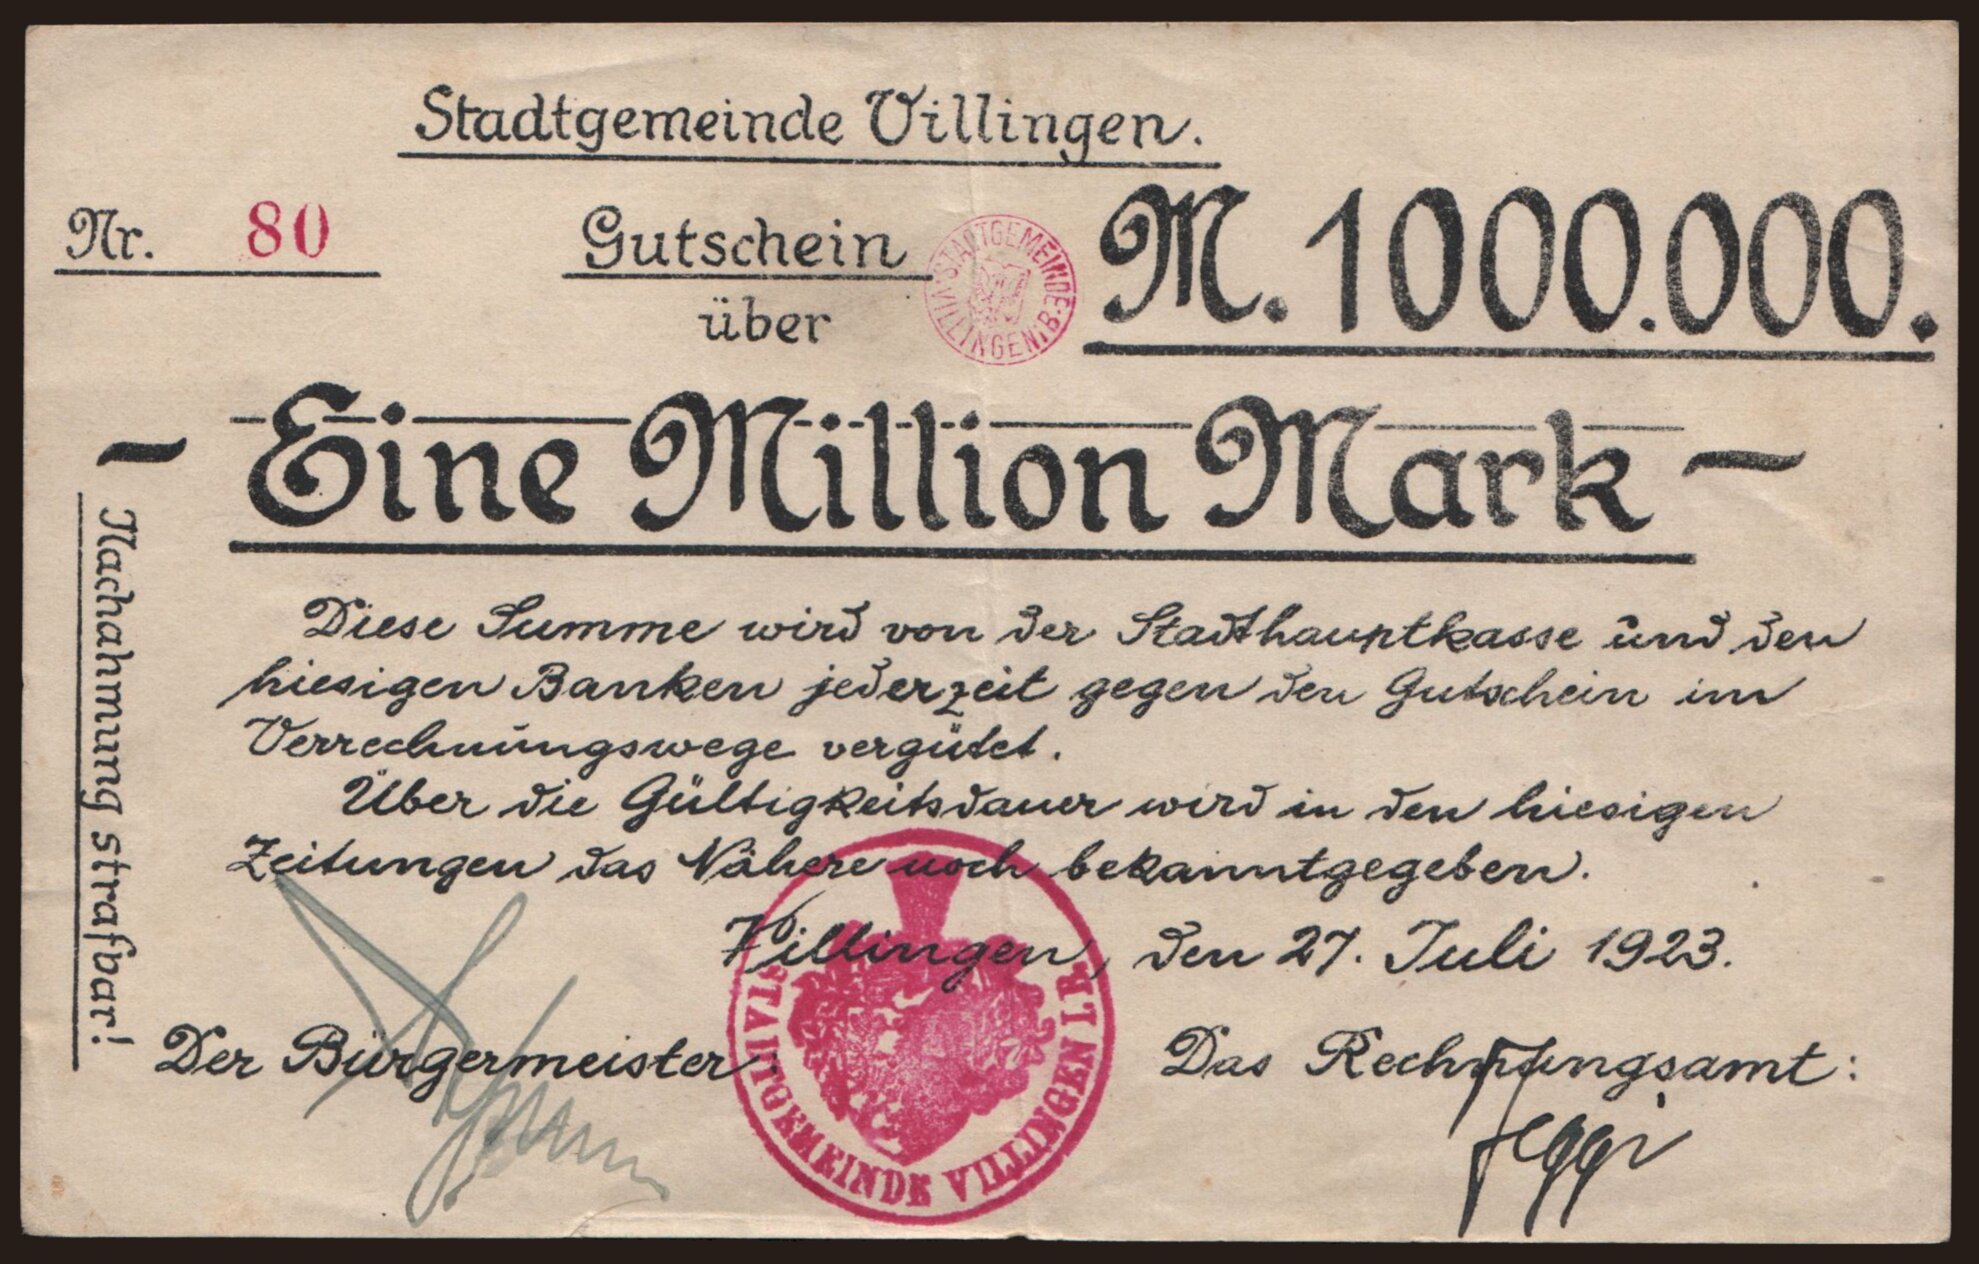 Stadtgemeinde Villingen.
Nr. 80
Gutschein
über
STADTGEMEINDE VILLINGEN i. B.
M. 1000.000.
- Eine Million Mark -
Nachahmung strafbar!
Diese Summe wird von der Stadthauptkasse und den
hiesigen Banken jederzeit gegen den Gutschein im
Verrechnungswege vergütet.
Über die Gültigkeitsdauer wird in den hiesigen
Zeitungen das Nähere noch bekanntgegeben.
Villingen, den 27. Juli 1923.
Der Bürgermeister:
Das Rechnungsamt:
STADTGEMEINDE VILLINGEN I. B.